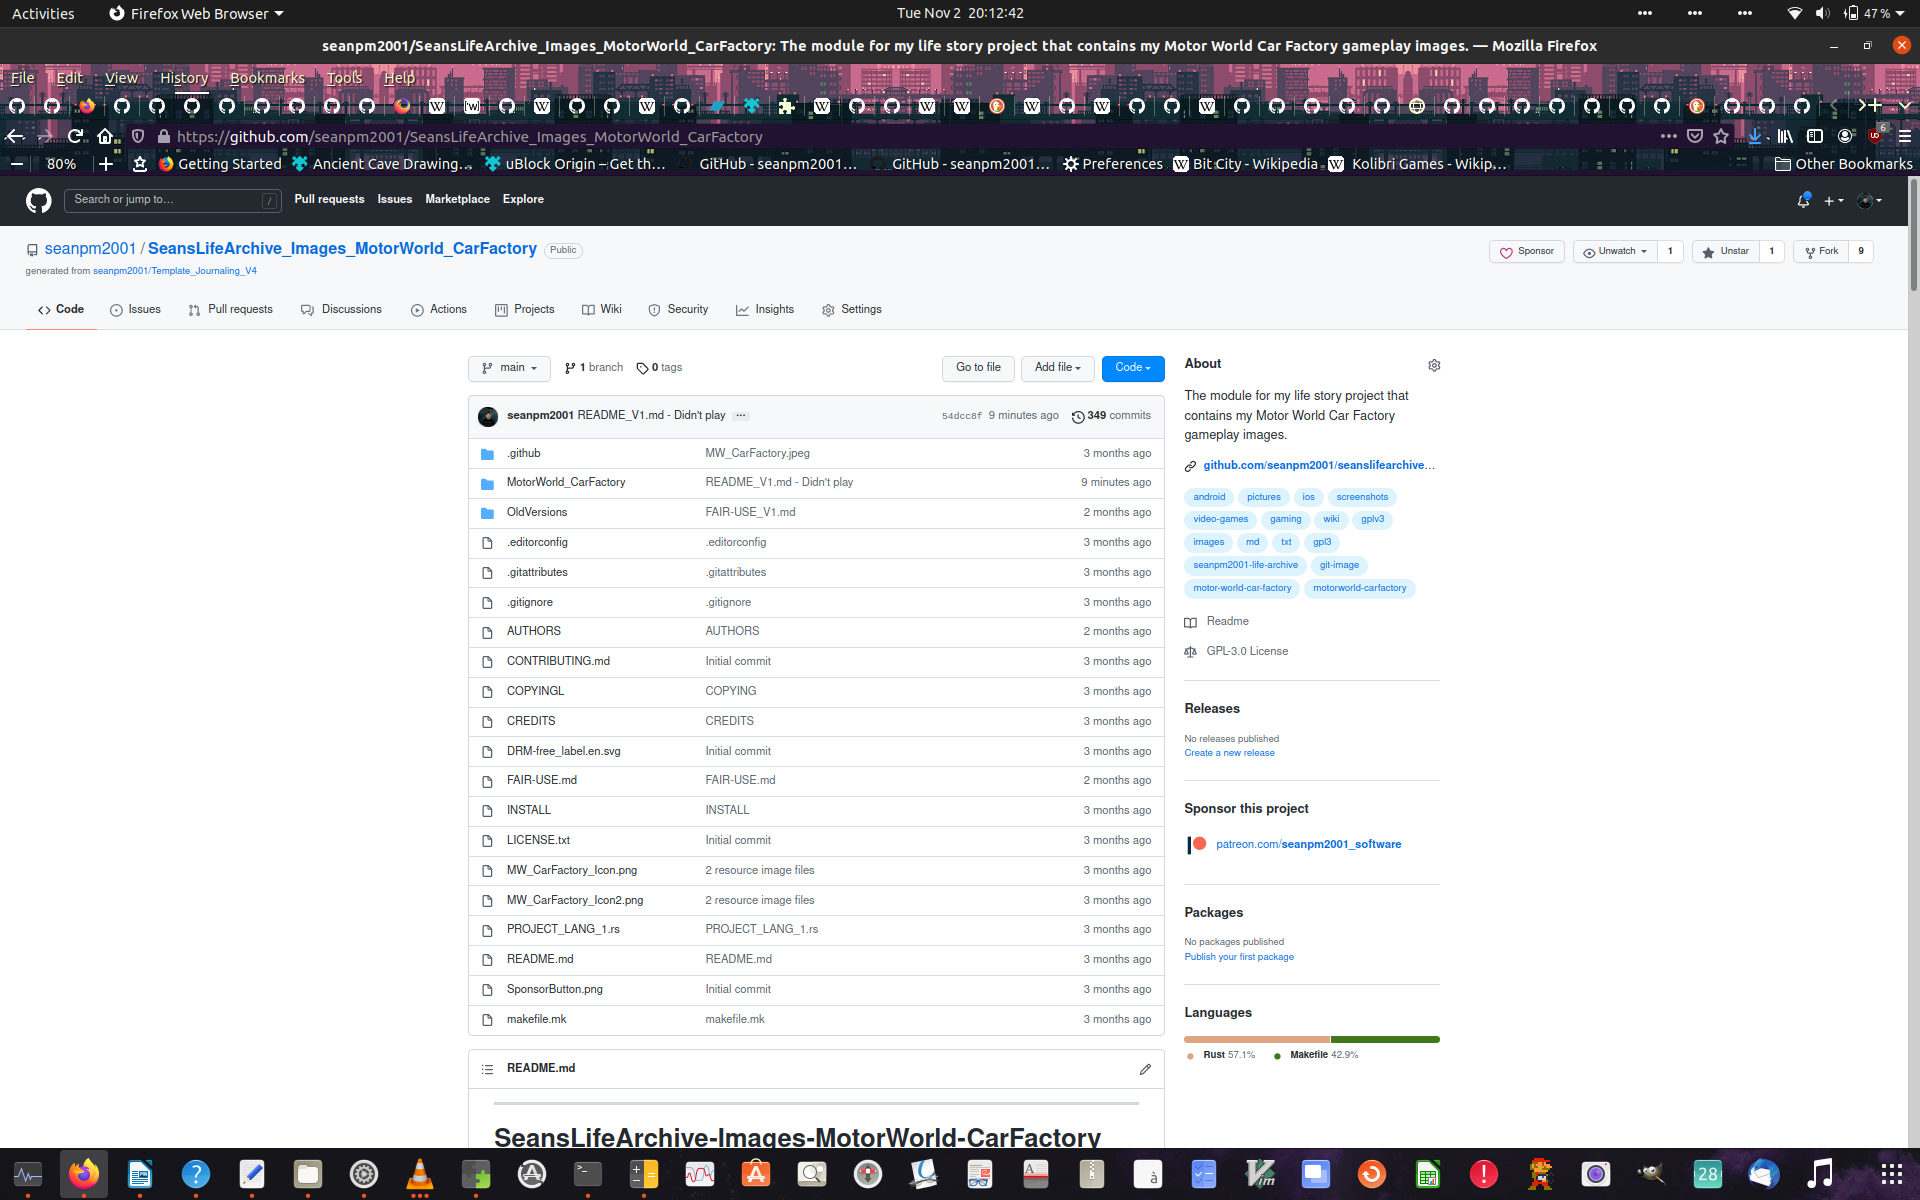 Activities
Firefox Web Browser
Tue Nov 2 20:12:42
47 %
seanpm2001/SeansLifeArchive_Images_MotorWorld_CarFactory: The module for my life story project that contains my Motor World Car Factory gameplay images. — Mozilla Firefox
File Edit View History Bookmarks Tools Help
https://github.com/seanpm2001/SeansLifeArchive_Images_MotorWorld_CarFactory
6
80%
Getting Started
Ancient Cave Drawing…
uBlock Origin – Get th…
GitHub - seanpm2001…
GitHub - seanpm2001…
Preferences
Bit City - Wikipedia
Kolibri Games - Wikip…
Other Bookmarks
Search or jump to… /
Pull requests Issues Marketplace Explore
seanpm2001 / SeansLifeArchive_Images_MotorWorld_CarFactory Public
generated from seanpm2001/Template_Journaling_V4
Sponsor
Unwatch 1
Unstar 1
Fork 9
Code Issues Pull requests Discussions Actions Projects Wiki Security Insights Settings
main 1 branch 0 tags
Go to file Add file Code
seanpm2001 README_V1.md - Didn't play ... 54dcc8f 9 minutes ago 349 commits
.github MW_CarFactory.jpeg 3 months ago
MotorWorld_CarFactory README_V1.md - Didn't play 9 minutes ago
OldVersions FAIR-USE_V1.md 2 months ago
.editorconfig .editorconfig 3 months ago
.gitattributes .gitattributes 3 months ago
.gitignore .gitignore 3 months ago
AUTHORS AUTHORS 2 months ago
CONTRIBUTING.md Initial commit 3 months ago
COPYINGL COPYING 3 months ago
CREDITS CREDITS 3 months ago
DRM-free_label.en.svg Initial commit 3 months ago
FAIR-USE.md FAIR-USE.md 2 months ago
INSTALL INSTALL 3 months ago
LICENSE.txt Initial commit 3 months ago
MW_CarFactory_Icon.png 2 resource image files 3 months ago
MW_CarFactory_Icon2.png 2 resource image files 3 months ago
PROJECT_LANG_1.rs PROJECT_LANG_1.rs 3 months ago
README.md README.md 3 months ago
SponsorButton.png Initial commit 3 months ago
makefile.mk makefile.mk 3 months ago
README.md
SeansLifeArchive-Images-MotorWorld-CarFactory
About
The module for my life story project that
contains my Motor World Car Factory
gameplay images.
github.com/seanpm2001/seanslifearchive…
android pictures ios screenshots
video-games gaming wiki gplv3
images md txt gpl3
seanpm2001-life-archive git-image
motor-world-car-factory motorworld-carfactory
Readme
GPL-3.0 License
Releases
No releases published
Create a new release
Sponsor this project
patreon.com/seanpm2001_software
Packages
No packages published
Publish your first package
Languages
Rust 57.1% Makefile 42.9%
28